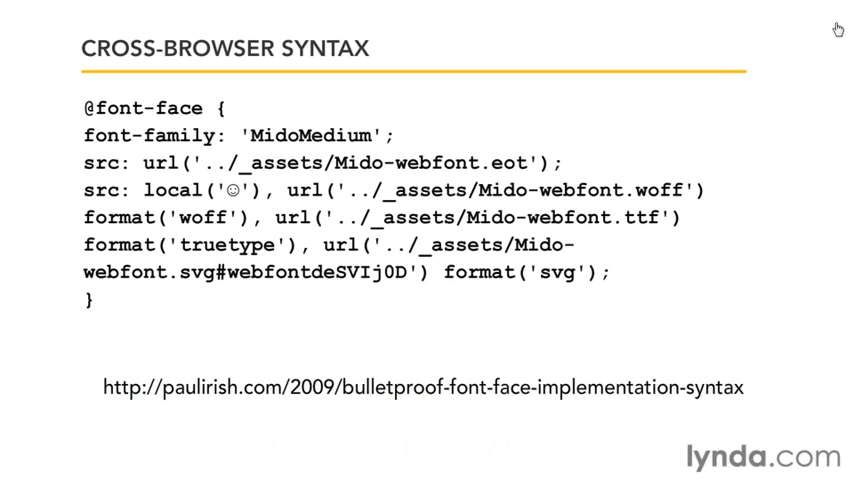 CROSS-BROWSER SYNTAX
@font-face {
font-family: 'MidoMedium';
src: url('../_assets/Mido-webfont.eot');
src: local('☺'), url('../_assets/Mido-webfont.woff')
format('woff'), url('../_assets/Mido-webfont.ttf')
format('truetype'), url('../_assets/Mido-
webfont.svg#webfontdeSVIj0D') format('svg');
}
http://paulirish.com/2009/bulletproof-font-face-implementation-syntax
lynda.com